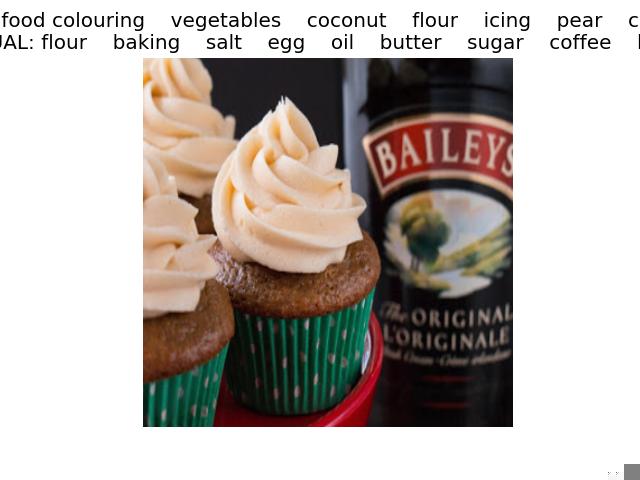 food colouring vegetables coconut flour icing pear
flour baking salt egg oil butter sugar coffee
BAILEYS
The ORIGINAL
L'ORIGINALE